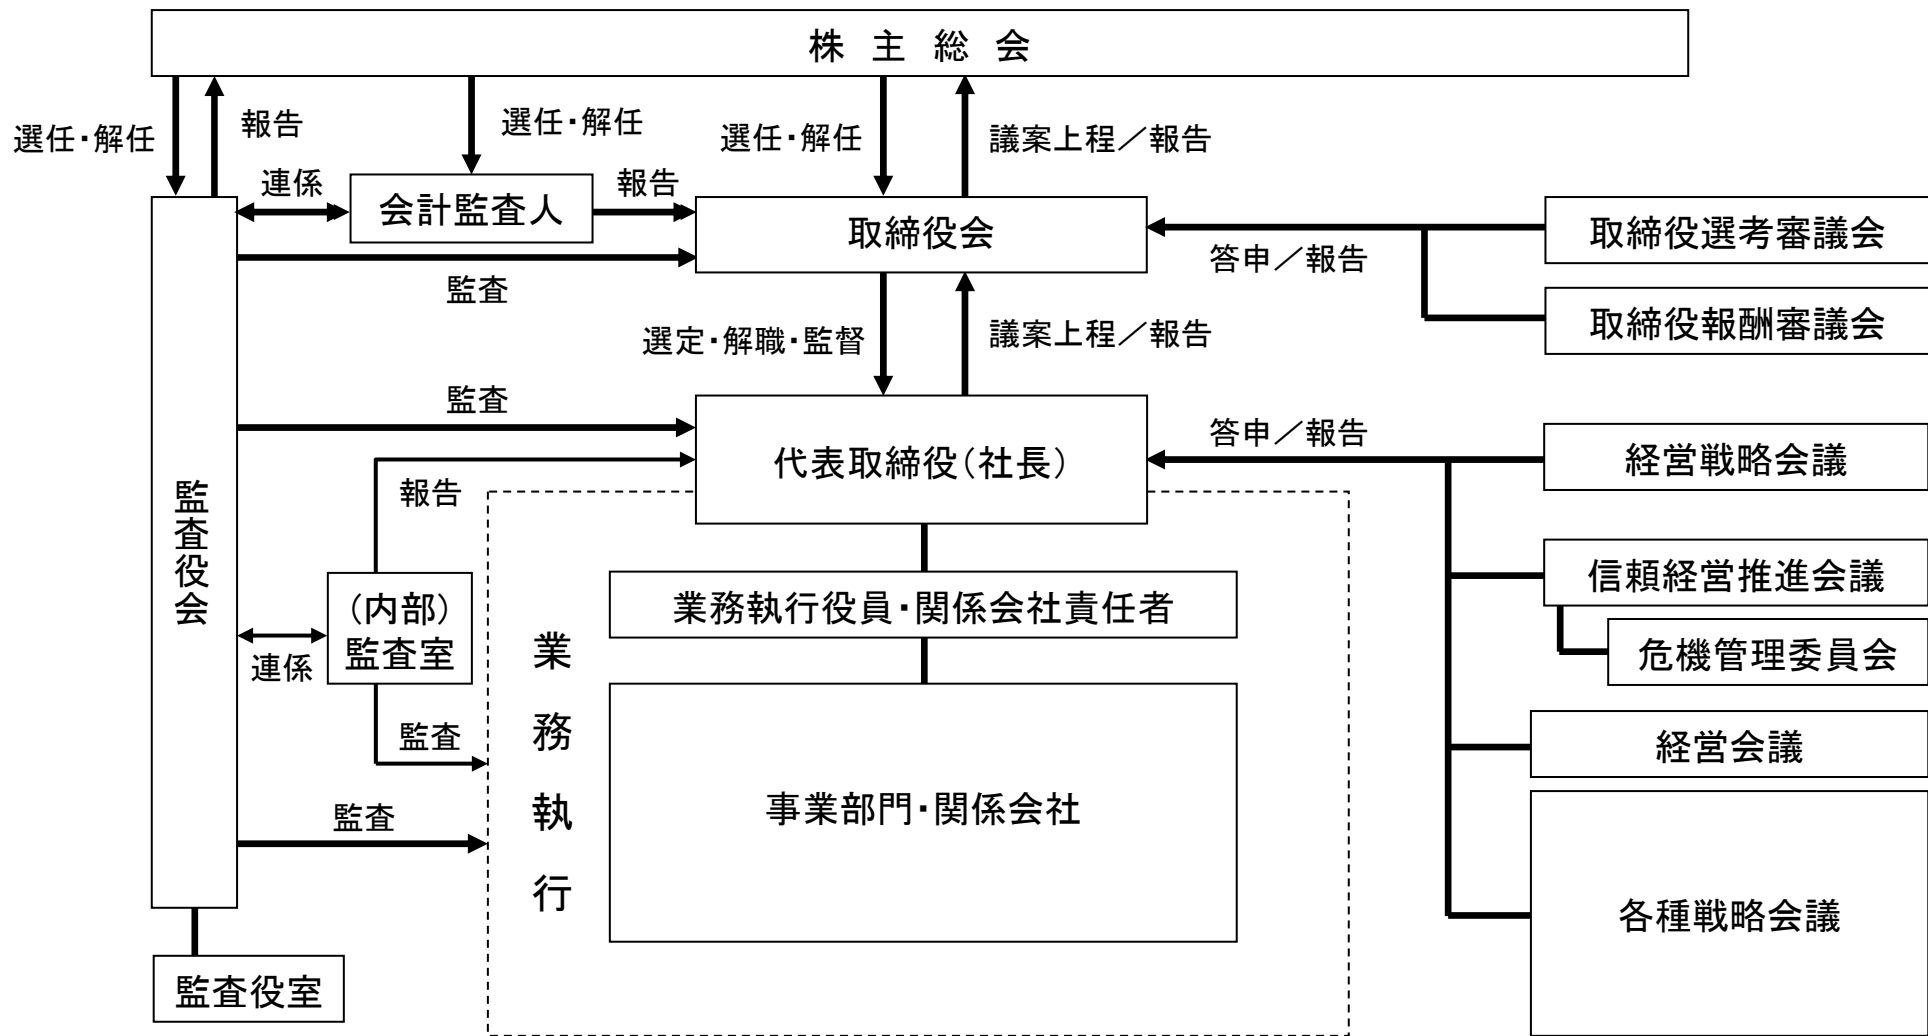 株主総会
選任・解任
報告
選任・解任
選任・解任
議案上程／報告
連係
会計監査人
報告
取締役会
取締役選考審議会
答申／報告
監査
取締役報酬審議会
選定・解職・監督
議案上程／報告
監査
代表取締役（社長）
答申／報告
経営戦略会議
報告
監査役会
（内部）
監査室
連係
業務執行役員・関係会社責任者
信頼経営推進会議
危機管理委員会
業務執行
監査
経営会議
事業部門・関係会社
監査
各種戦略会議
監査役室